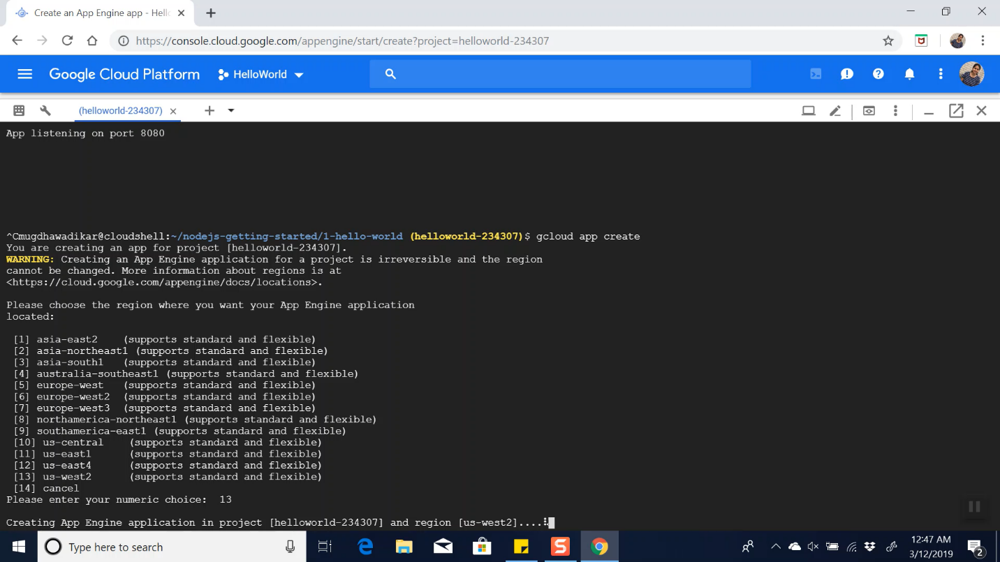 Create an App Engine app - Hell
https://console.cloud.google.com/appengine/start/create?project=helloworld-234307
Google Cloud Platform HelloWorld
(helloworld-234307)
App listening on port 8080
^Cmugdhawadikar@cloudshell:~/nodejs-getting-started/1-hello-world (helloworld-234307)$ gcloud app create
You are creating an app for project [helloworld-234307].
WARNING: Creating an App Engine application for a project is irreversible and the region
cannot be changed. More information about regions is at
<https://cloud.google.com/appengine/docs/locations>.
Please choose the region where you want your App Engine application
located:
[1] asia-east2 (supports standard and flexible)
[2] asia-northeast1 (supports standard and flexible)
[3] asia-south1 (supports standard and flexible)
[4] australia-southeast1 (supports standard and flexible)
[5] europe-west (supports standard and flexible)
[6] europe-west2 (supports standard and flexible)
[7] europe-west3 (supports standard and flexible)
[8] northamerica-northeast1 (supports standard and flexible)
[9] southamerica-east1 (supports standard and flexible)
[10] us-central (supports standard and flexible)
[11] us-east1 (supports standard and flexible)
[12] us-east4 (supports standard and flexible)
[13] us-west2 (supports standard and flexible)
[14] cancel
Please enter your numeric choice: 13
Creating App Engine application in project [helloworld-234307] and region [us-west2]....
Type here to search
12:47 AM
3/12/2019
2